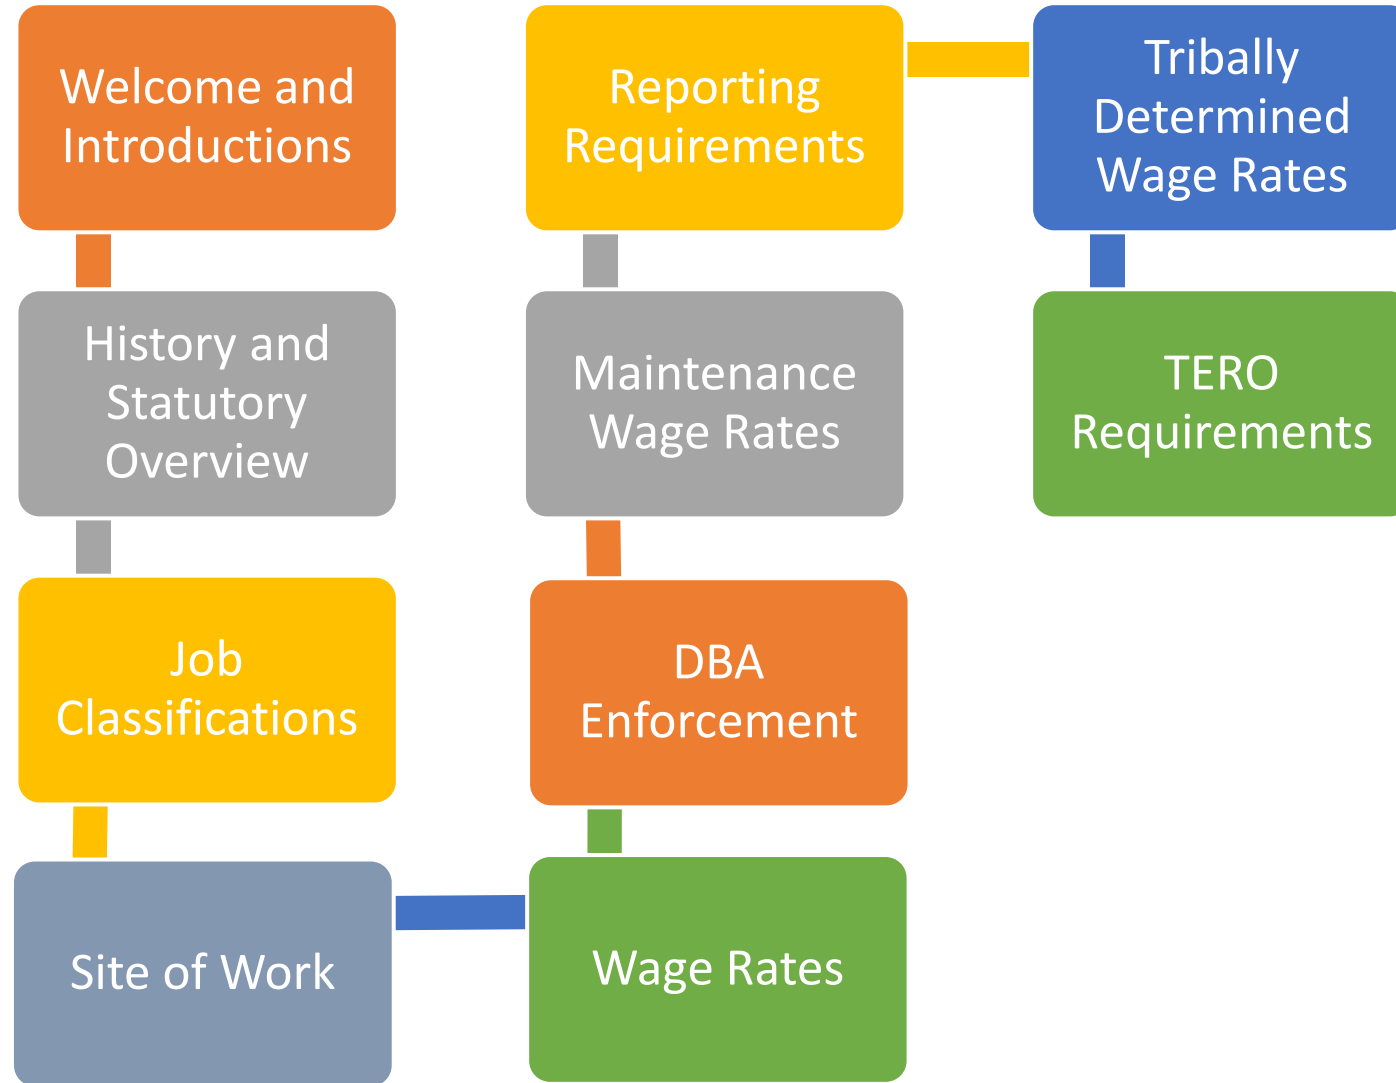 Welcome and
Introductions
History and
Statutory
Overview
Job
Classifications
Site of Work
Wage Rates
DBA
Enforcement
Maintenance
Wage Rates
Reporting
Requirements
Tribally
Determined
Wage Rates
TERO
Requirements